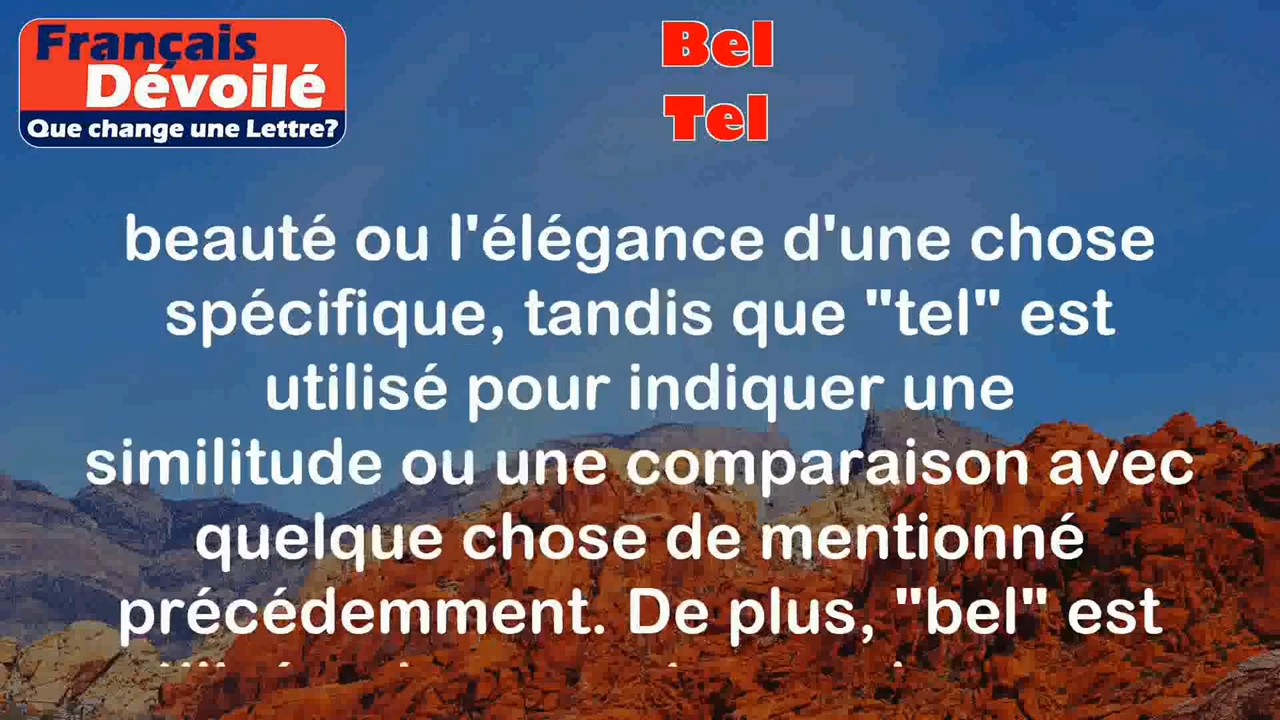 Français
Dévoilé
Que change une Lettre?
Bel
Tel
beauté ou l'élégance d'une chose
spécifique, tandis que "tel" est
utilisé pour indiquer une
similitude ou une comparaison avec
quelque chose de mentionné
précédemment. De plus, "bel" est